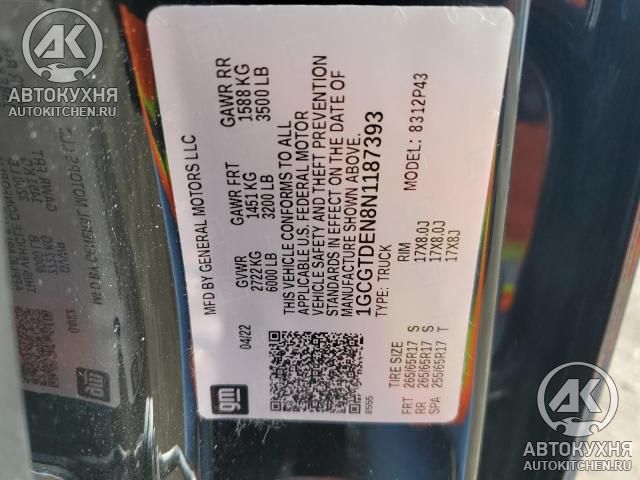 АВТОКУХНЯ
AUTOKITCHEN.RU
MFD BY GENERAL MOTORS LLC
04/22
GVWR
2722 KG
6000 LB
GAWR FRT
1451 KG
3200 LB
GAWR RR
1588 KG
3500 LB
THIS VEHICLE CONFORMS TO ALL
APPLICABLE U.S. FEDERAL MOTOR
VEHICLE SAFETY AND THEFT PREVENTION
STANDARDS IN EFFECT ON THE DATE OF
MANUFACTURE SHOWN ABOVE.
1GCGTDEN8N1187393
TYPE: TRUCK
MODEL: 8312P43
gm
8555
TIRE SIZE RIM
FRT 265/65R17 S 17X8.0J
RR 265/65R17 S 17X8.0J
SPA 255/65R17 T 17X8J
АВТОКУХНЯ
AUTOKITCHEN.RU